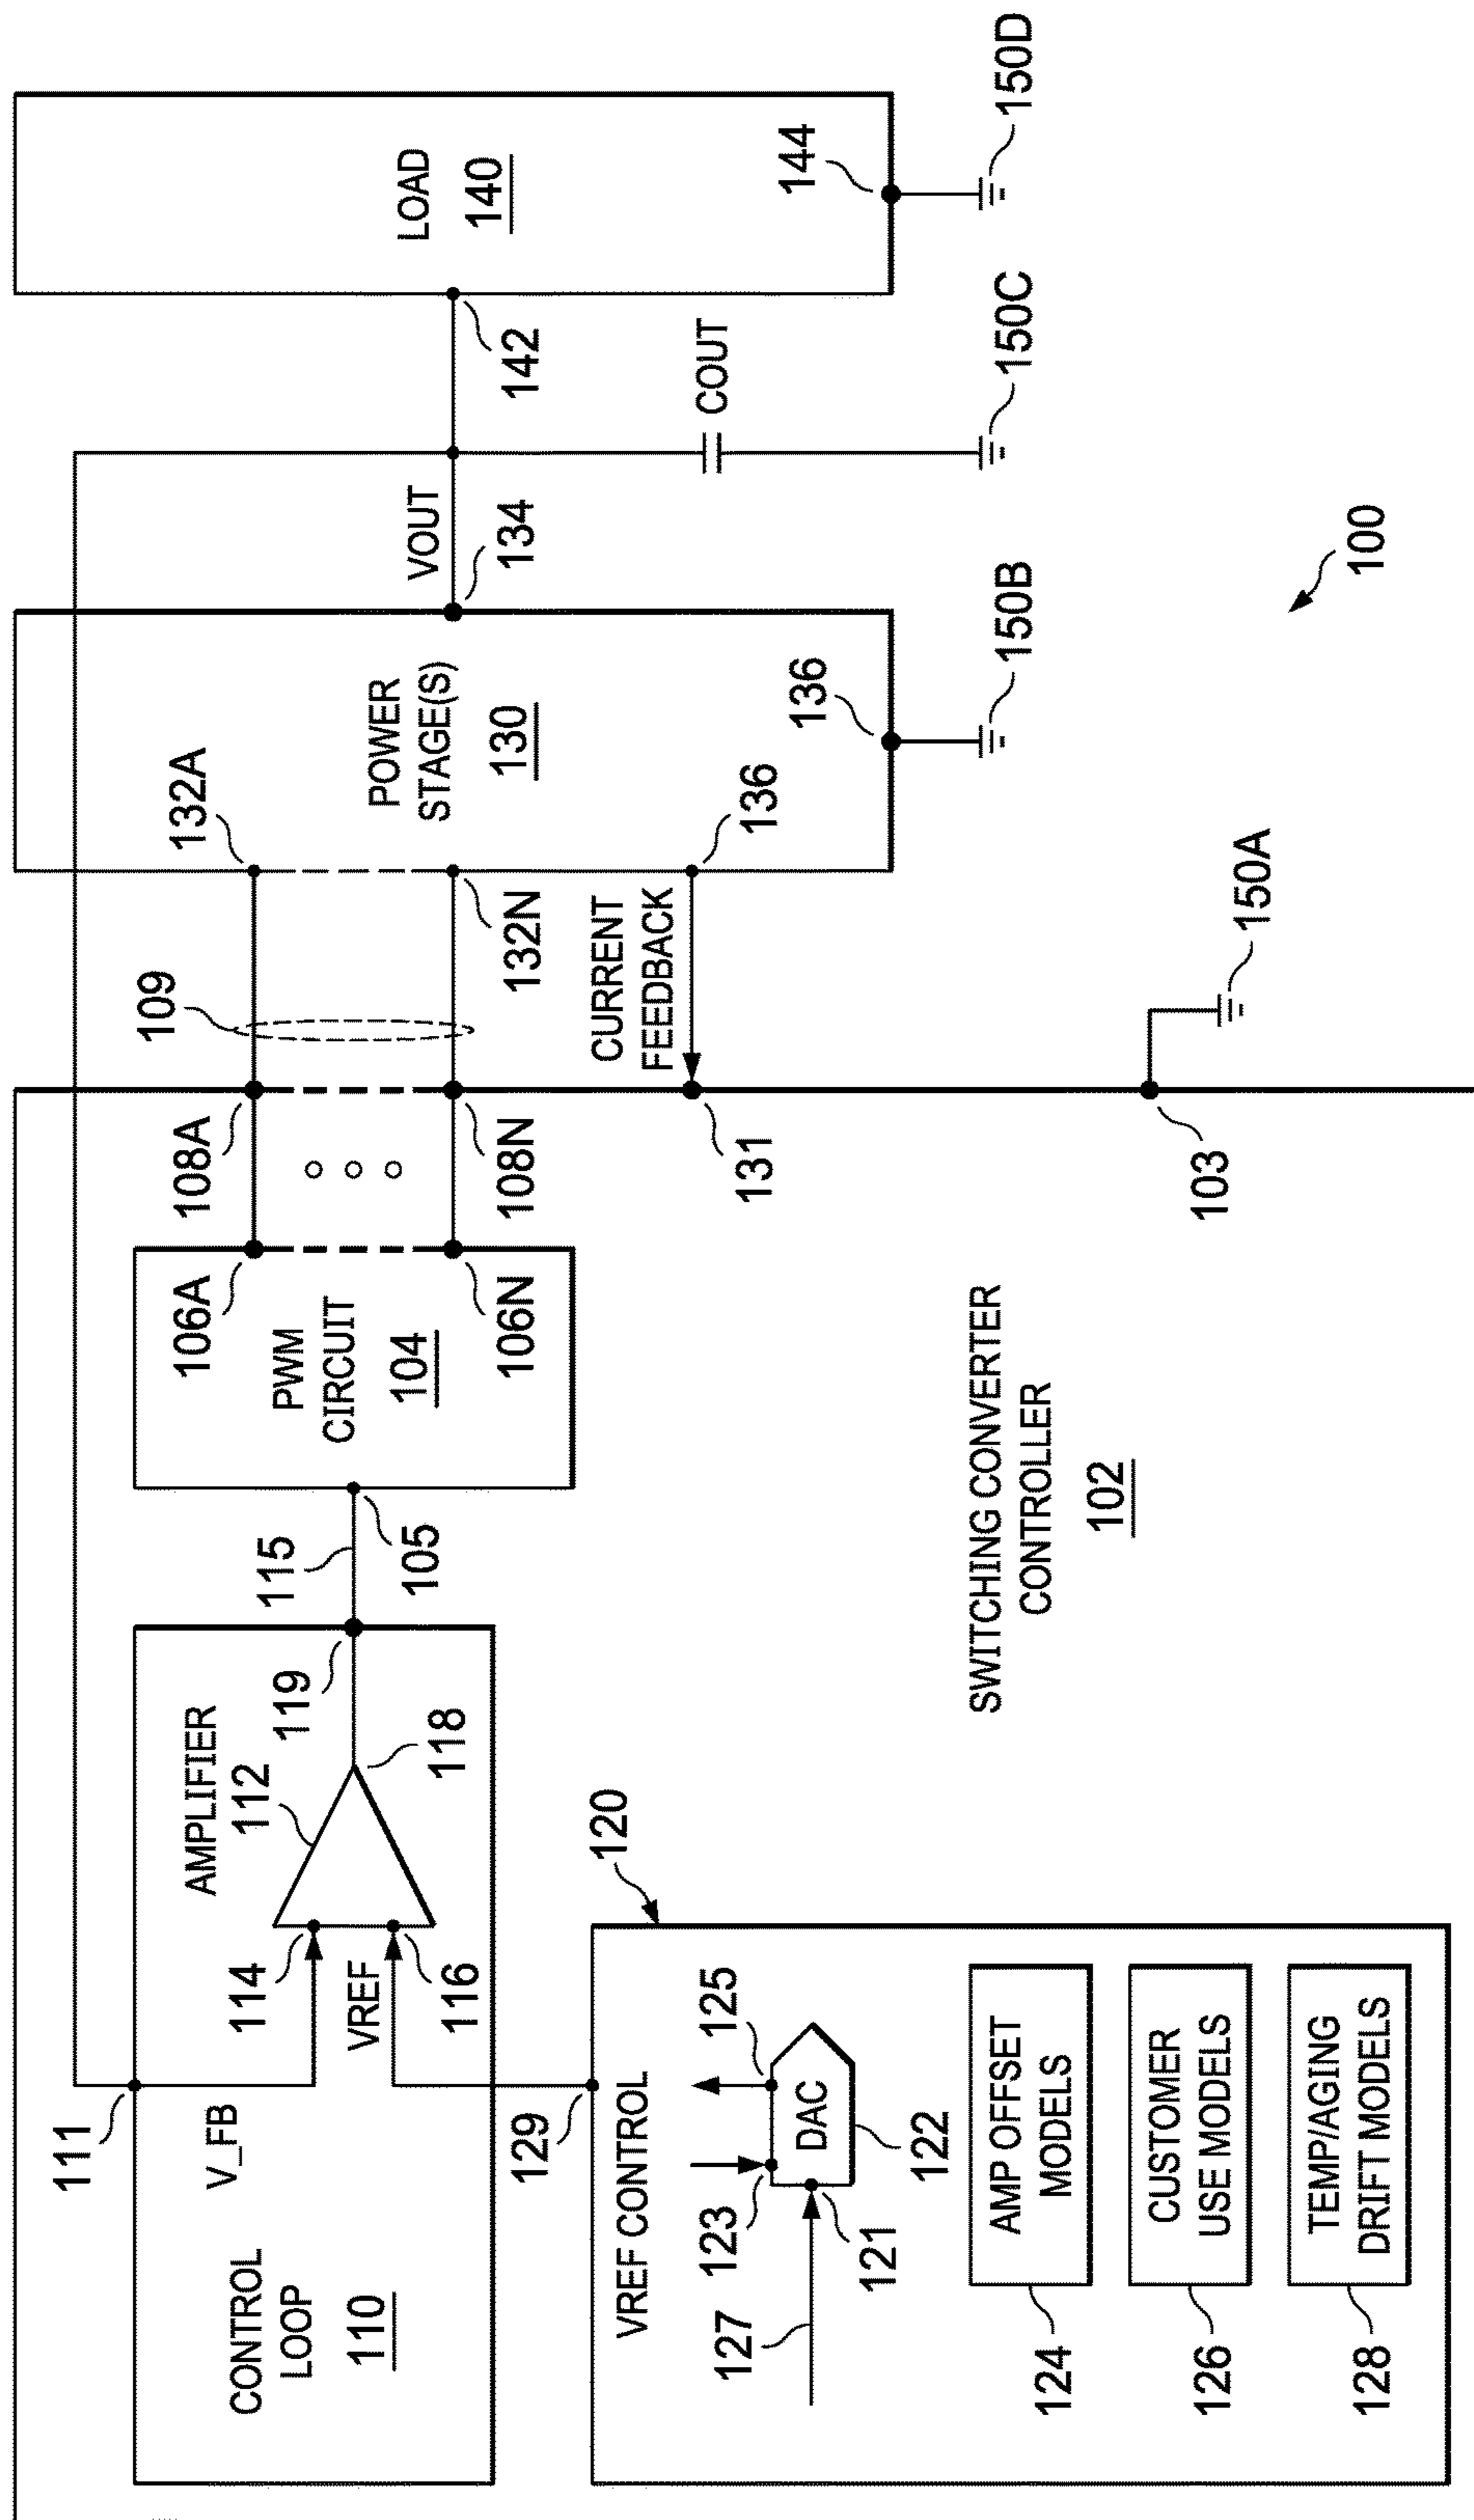 111
V_FB
CONTROL
LOOP
110
AMPLIFIER
112
114
VREF
116
118
119
115
105
PWM
CIRCUIT
104
106A
106N
108A
108N
109
132A
132N
CURRENT
FEEDBACK
131
136
POWER
STAGE(S)
130
136
150B
VOUT
134
142
COUT
150C
LOAD
140
144
150D
129
120
VREF CONTROL
123
125
DAC
127
121
122
AMP OFFSET
MODELS
124
CUSTOMER
USE MODELS
126
TEMP/AGING
DRIFT MODELS
128
SWITCHING CONVERTER
CONTROLLER
102
103
150A
100